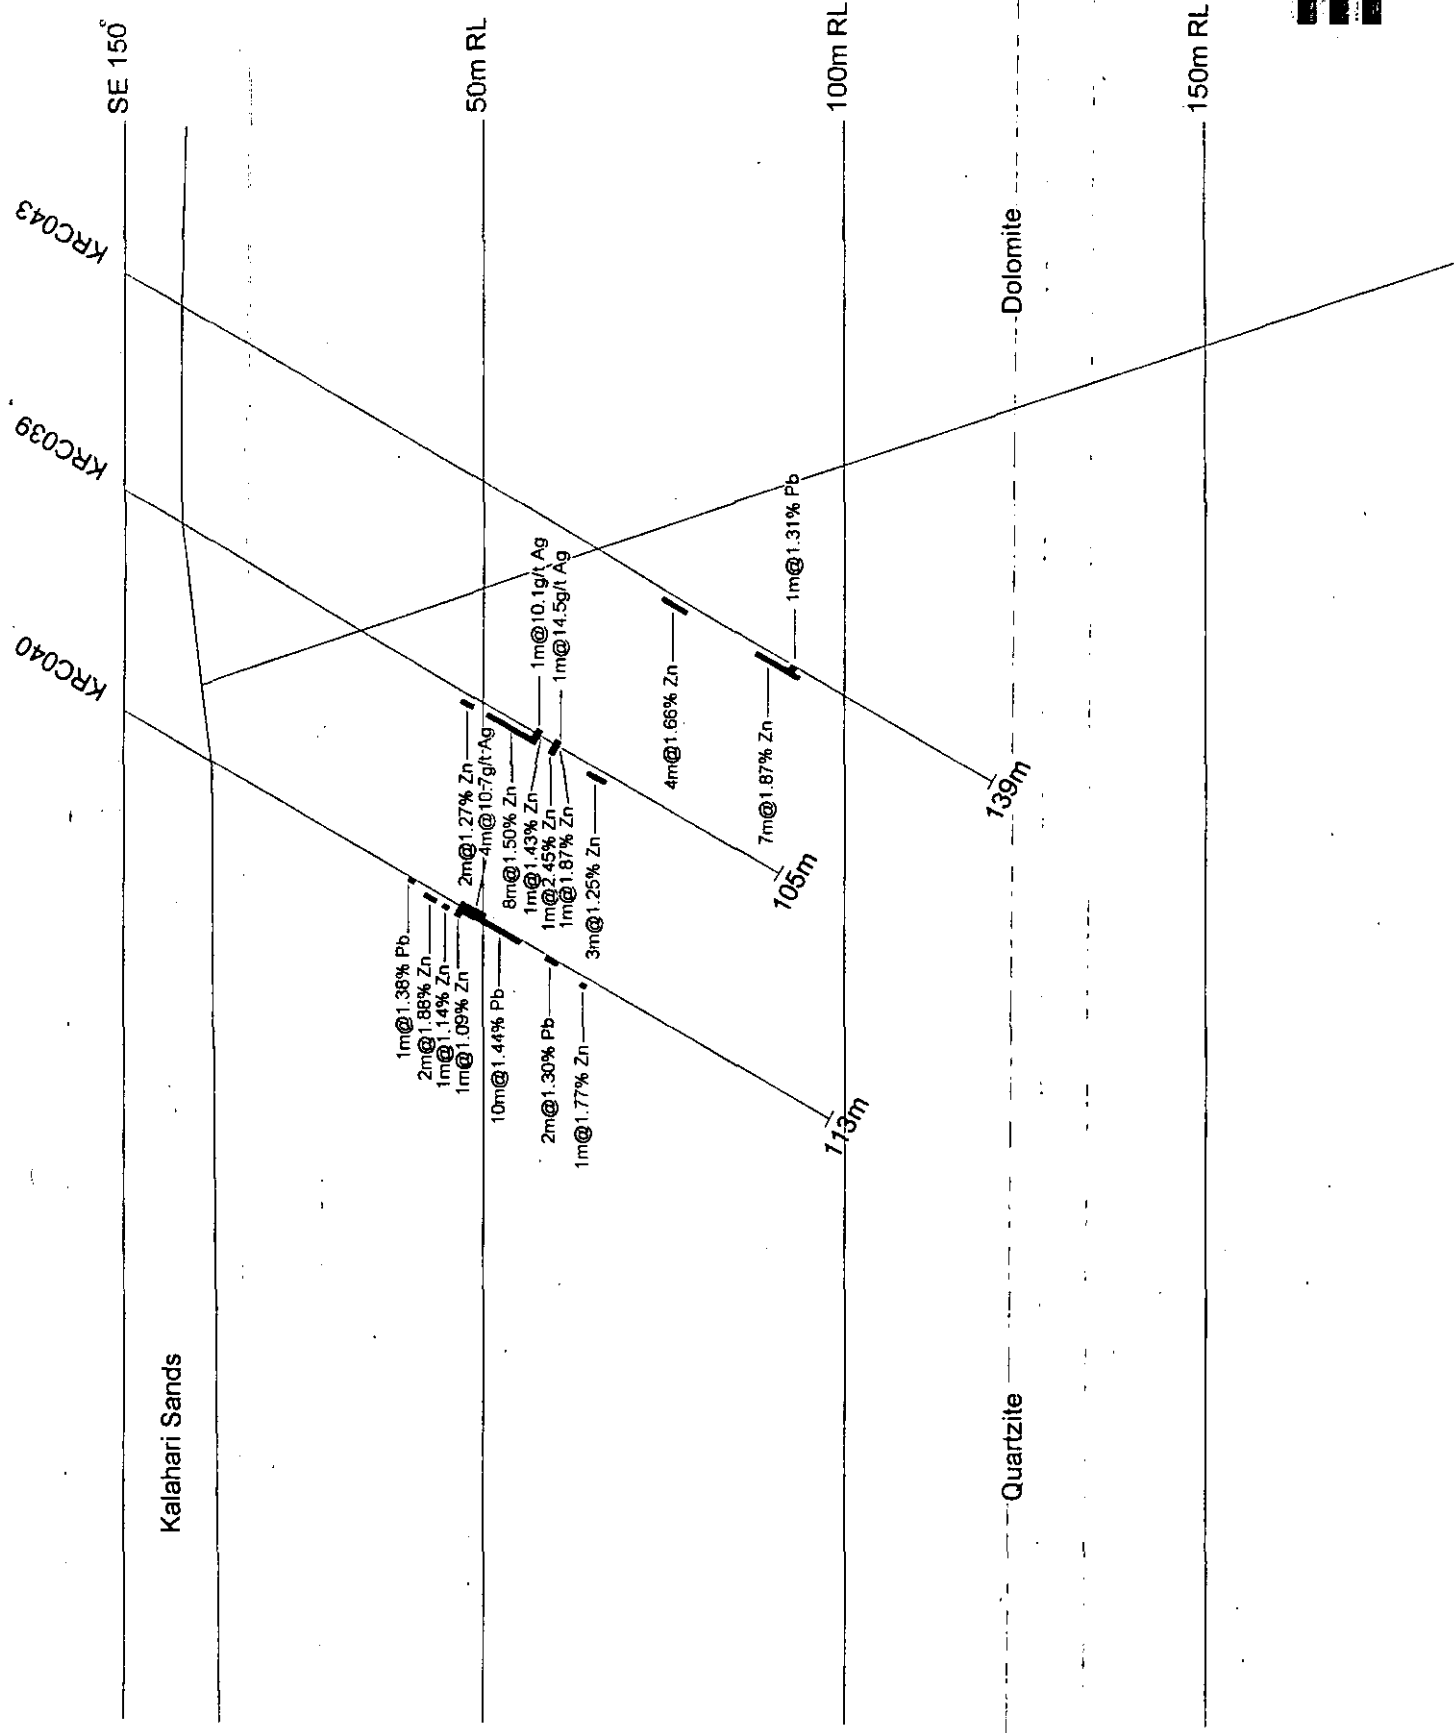 SE 150°
50m RL
100m RL
150m RL
KRC043
KRC039
KRC040
Kalahari Sands
Quartzite
Dolomite
1m@1.38% Pb
2m@1.88% Zn
1m@1.14% Zn
1m@1.09% Zn
4m@10.7g/t Ag
10m@1.44% Pb
2m@1.30% Pb
1m@1.77% Zn
113m
2m@1.27% Zn
8m@1.50% Zn
1m@1.43% Zn
1m@10.1g/t Ag
1m@2.45% Zn
1m@14.5g/t Ag
1m@1.87% Zn
3m@1.25% Zn
105m
4m@1.66% Zn
7m@1.87% Zn
1m@1.31% Pb
139m